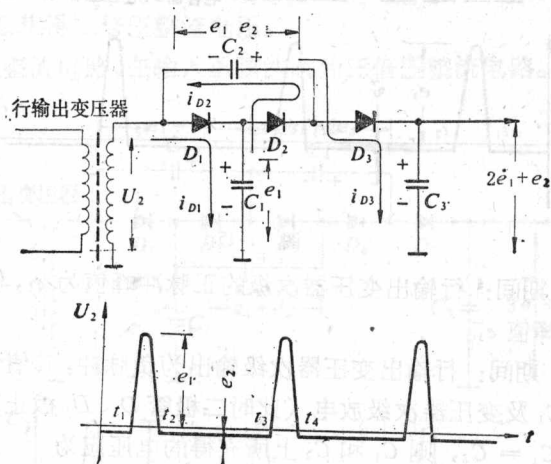 e₁ e₂
C₂ +
行输出变压器
i_D2
D₁ D₂ D₃
U₂
+ +
i_D1 - C₁ e₁ i_D3 - C₃
2e₁+e₂
U₂
e₁ e₂
t₁ t₂ t₃ t₄ t